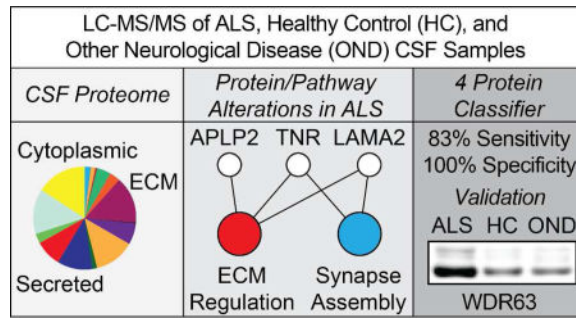 LC-MS/MS of ALS, Healthy Control (HC), and
Other Neurological Disease (OND) CSF Samples
CSF Proteome
Cytoplasmic
ECM
Secreted
Protein/Pathway
Alterations in ALS
APLP2 TNR LAMA2
ECM
Regulation
Synapse
Assembly
4 Protein
Classifier
83% Sensitivity
100% Specificity
Validation
ALS HC OND
WDR63